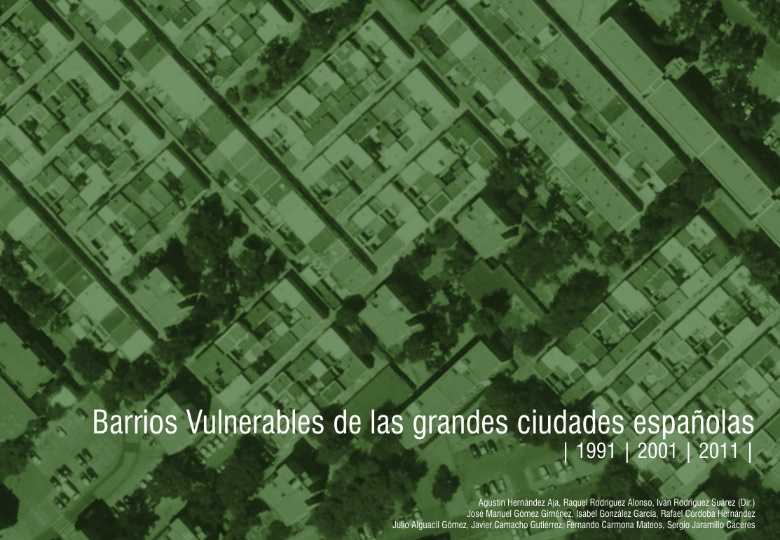 Barrios Vulnerables de las grandes ciudades españolas
| 1991 | 2001 | 2011 |
Agustín Hernández Aja, Raquel Rodríguez Alonso, Iván Rodríguez Suárez (Dir.)
José Manuel Gómez Giménez, Isabel González García, Rafael Córdoba Hernández
Julio Alguacil Gómez, Javier Camacho Gutiérrez, Fernando Carmona Mateos, Sergio Jaramillo Cáceres